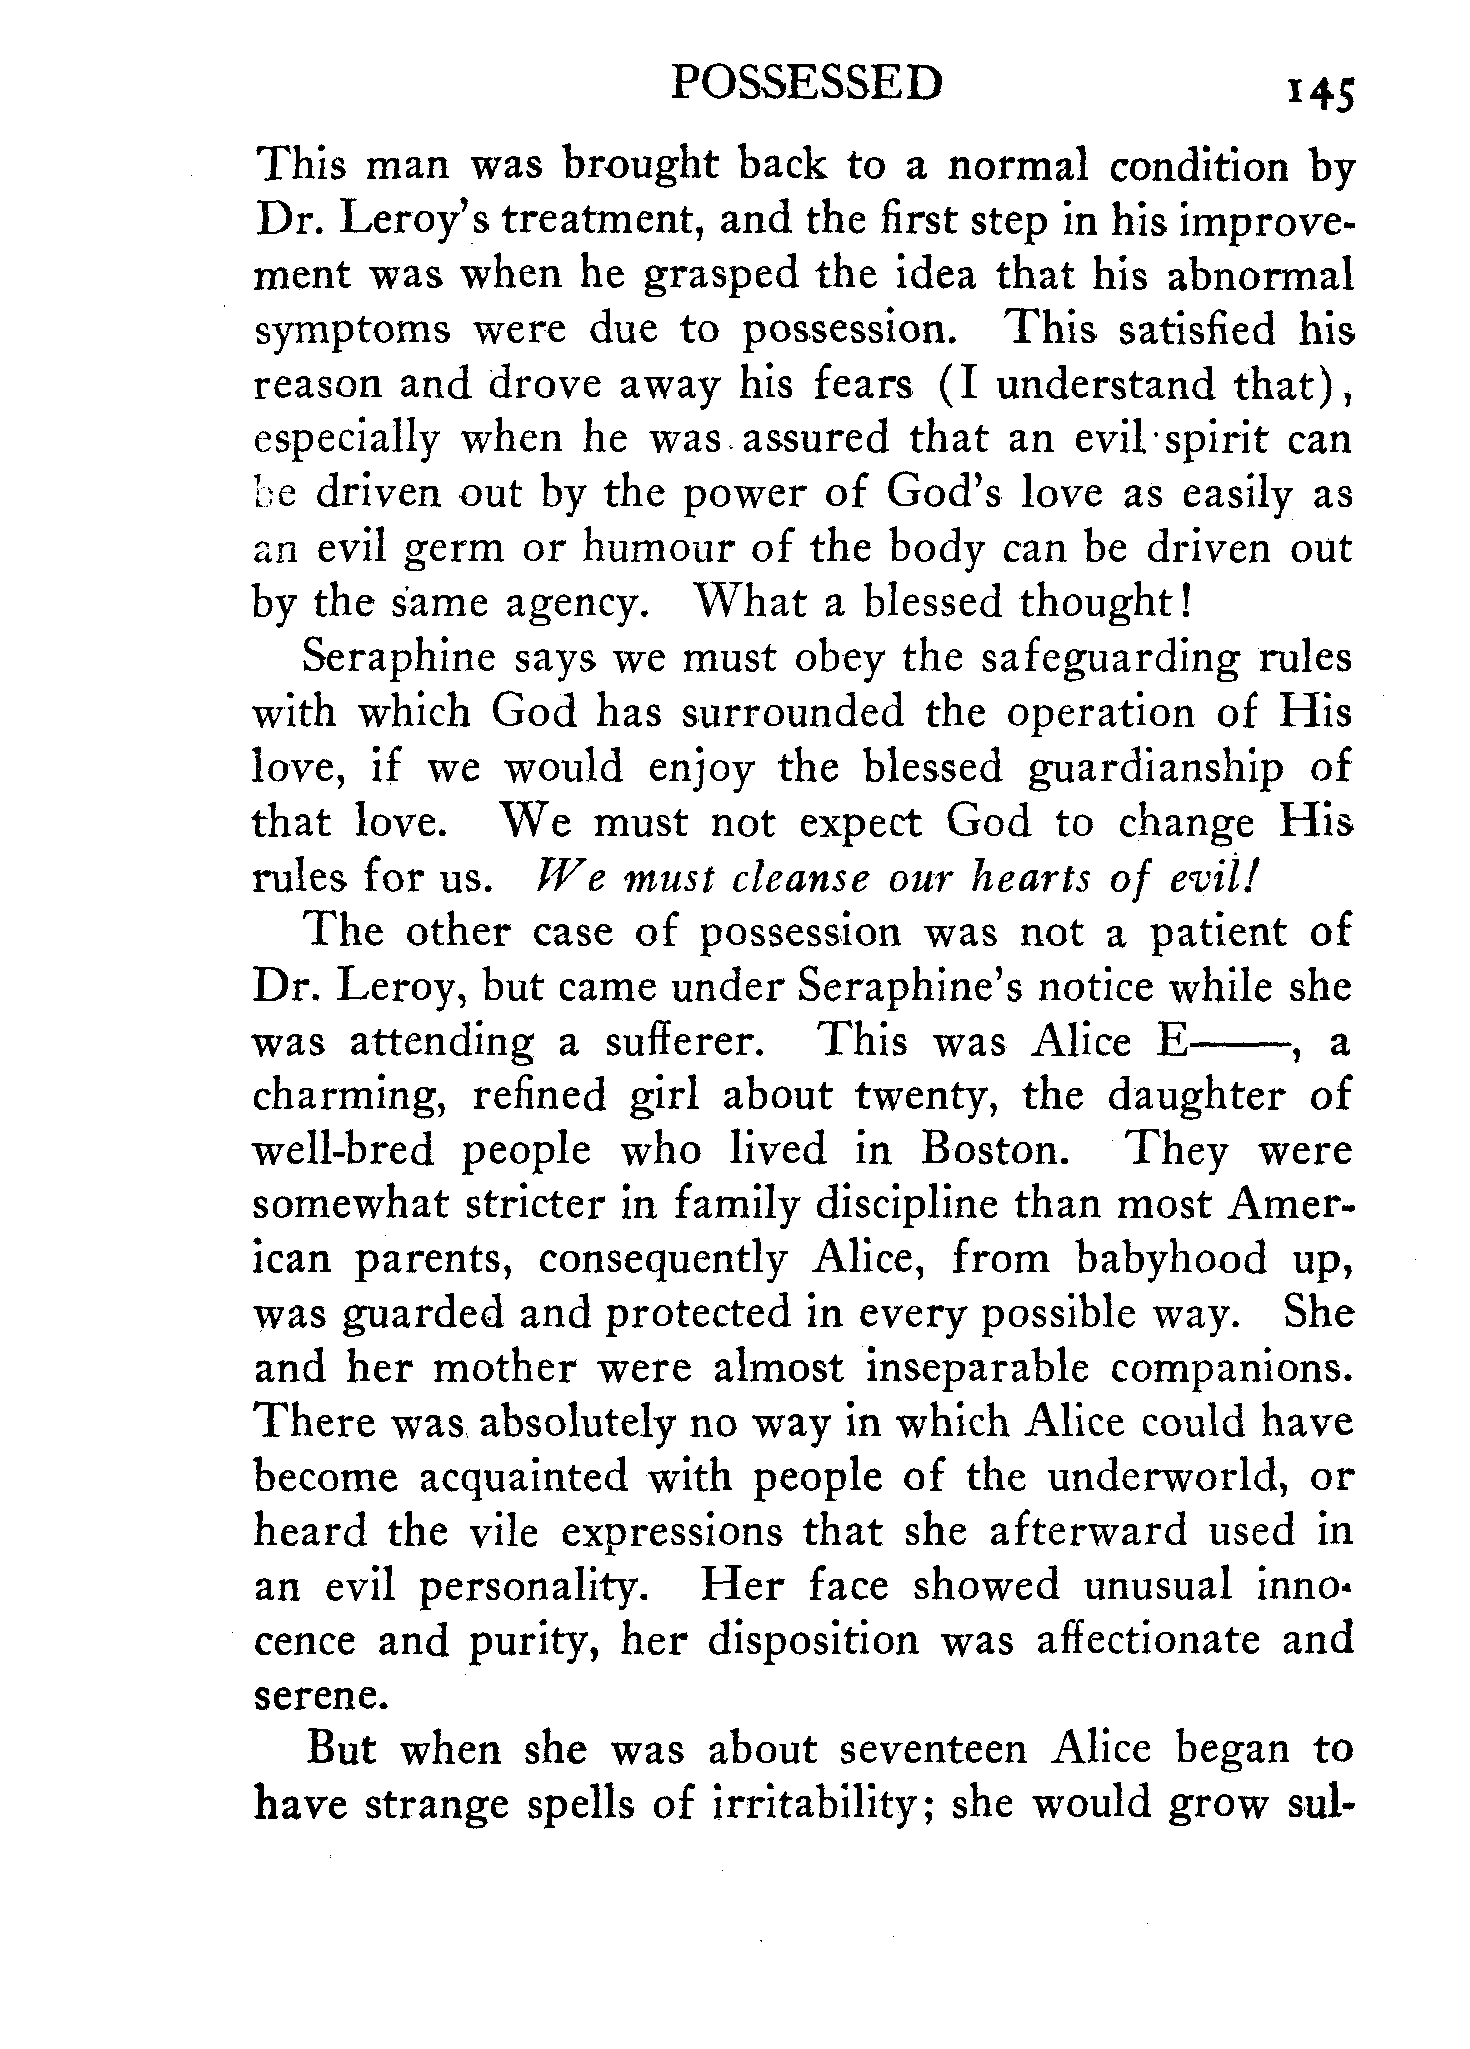 POSSESSED 145
This man was brought back to a normal condition by
Dr. Leroy's treatment, and the first step in his improve-
ment was when he grasped the idea that his abnormal
symptoms were due to possession. This satisfied his
reason and drove away his fears (I understand that),
especially when he was assured that an evil spirit can
be driven out by the power of God's love as easily as
an evil germ or humour of the body can be driven out
by the same agency. What a blessed thought!
Seraphine says we must obey the safeguarding rules
with which God has surrounded the operation of His
love, if we would enjoy the blessed guardianship of
that love. We must not expect God to change His
rules for us. We must cleanse our hearts of evil!
The other case of possession was not a patient of
Dr. Leroy, but came under Seraphine's notice while she
was attending a sufferer. This was Alice E——, a
charming, refined girl about twenty, the daughter of
well-bred people who lived in Boston. They were
somewhat stricter in family discipline than most Amer-
ican parents, consequently Alice, from babyhood up,
was guarded and protected in every possible way. She
and her mother were almost inseparable companions.
There was absolutely no way in which Alice could have
become acquainted with people of the underworld, or
heard the vile expressions that she afterward used in
an evil personality. Her face showed unusual inno-
cence and purity, her disposition was affectionate and
serene.
But when she was about seventeen Alice began to
have strange spells of irritability; she would grow sul-